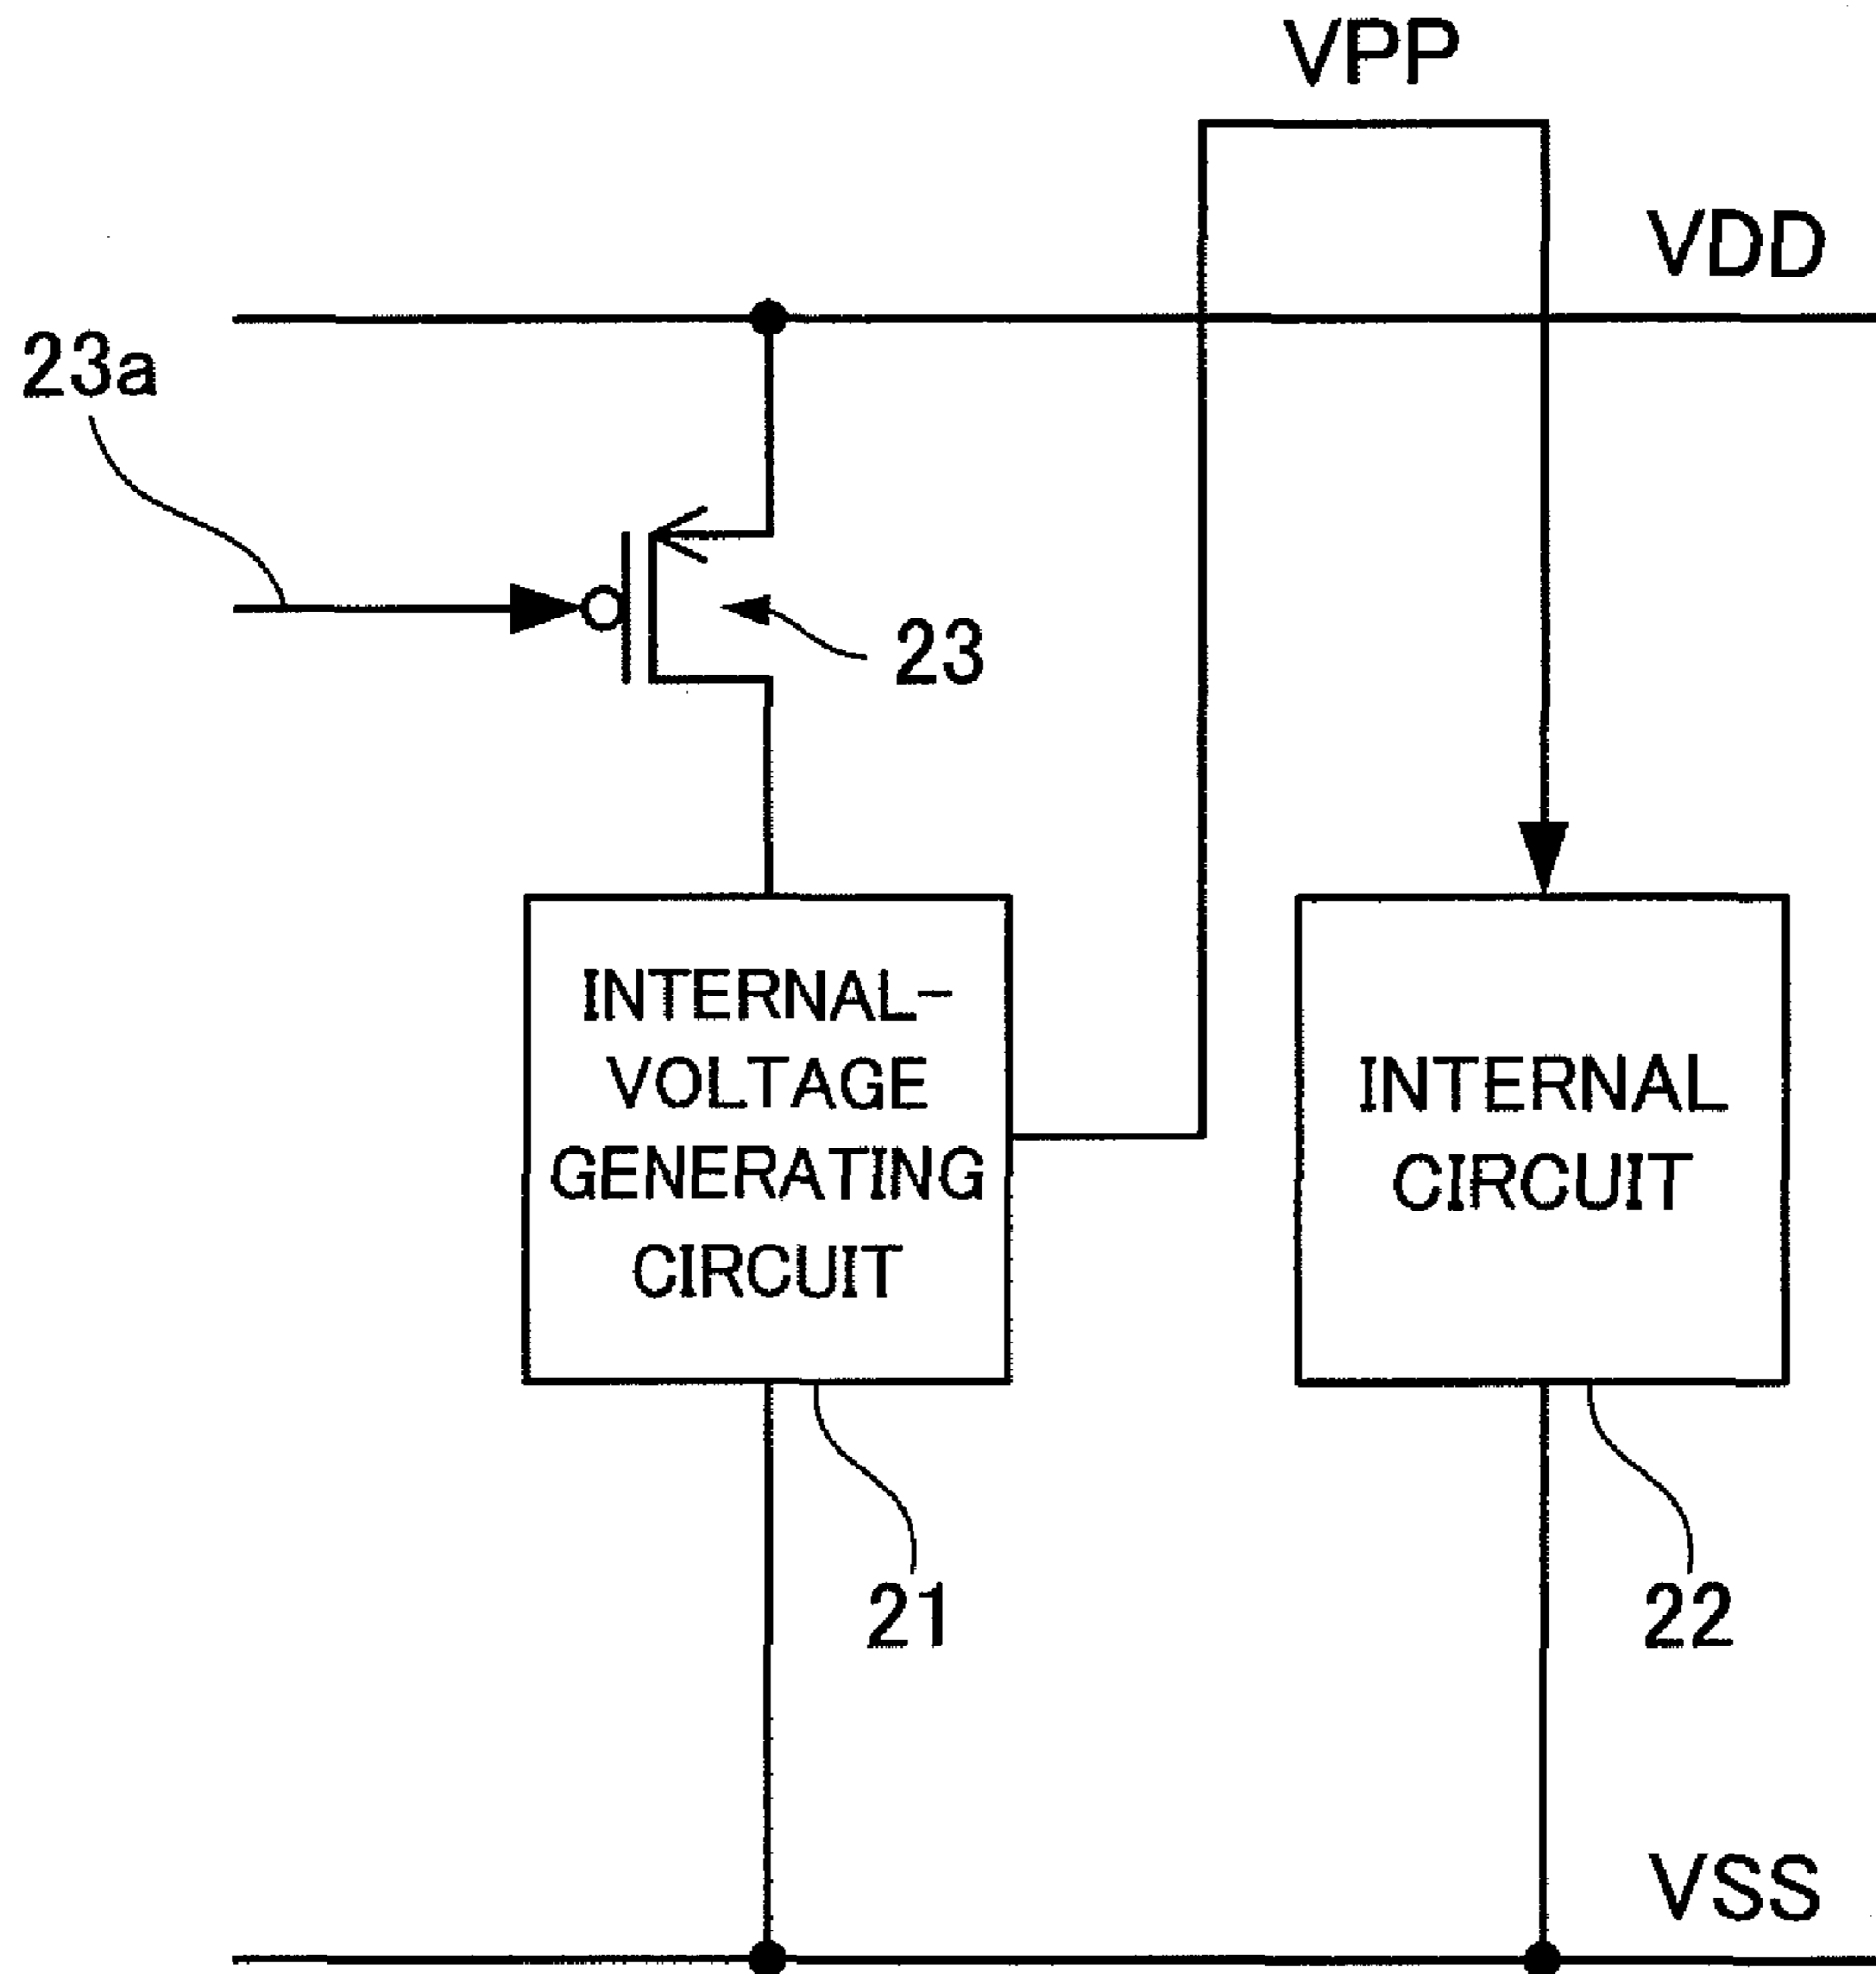 VPP
VDD
23a
23
INTERNAL-
VOLTAGE
GENERATING
CIRCUIT
INTERNAL
CIRCUIT
21
22
VSS